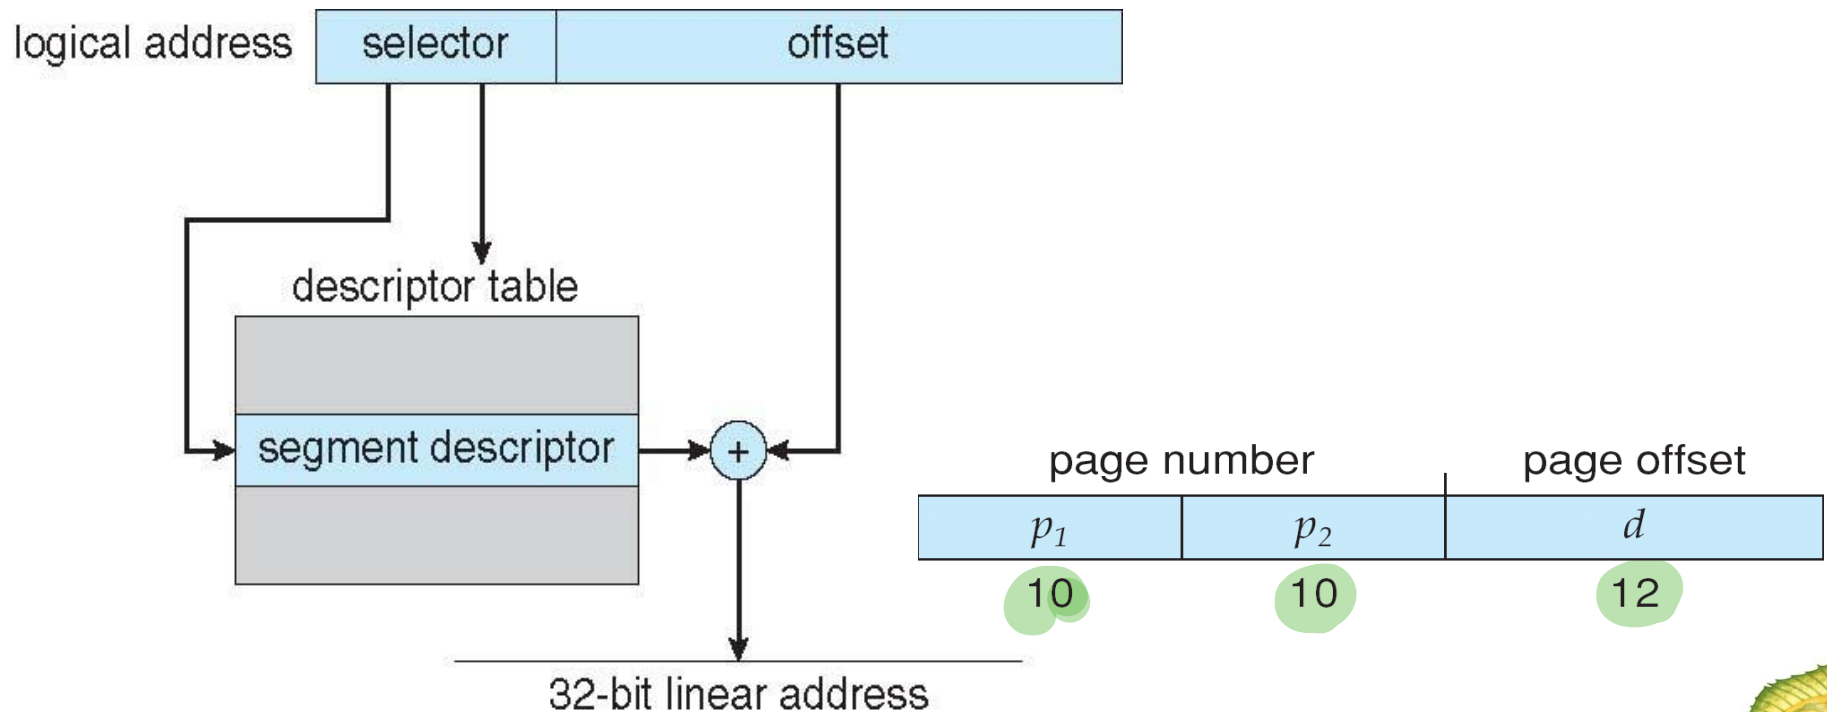 logical address selector offset
descriptor table
segment descriptor +
page number page offset
p1 p2 d
10 10 12
32-bit linear address